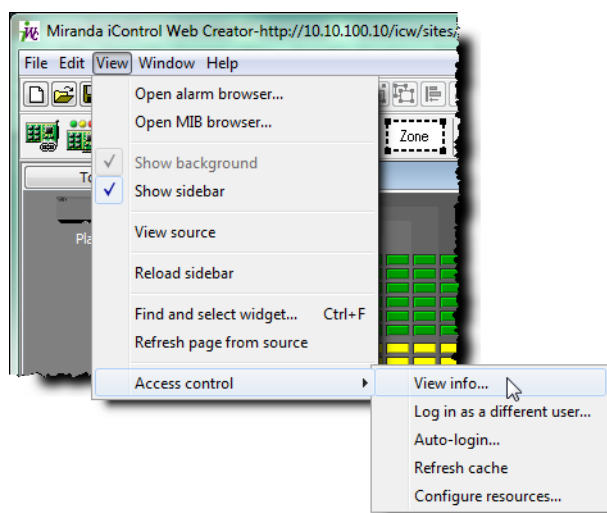 Miranda iControl Web Creator-http://10.10.100.10/icw/sites/
File Edit View Window Help
Open alarm browser...
Open MIB browser...
Zone
Show background
Show sidebar
View source
Reload sidebar
Find and select widget... Ctrl+F
Refresh page from source
Access control
View info...
Log in as a different user...
Auto-login...
Refresh cache
Configure resources...